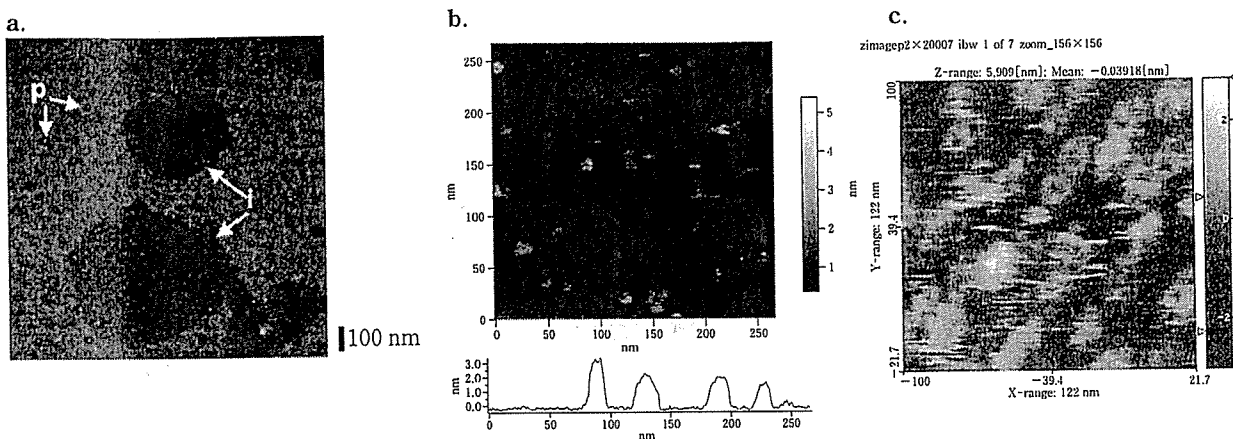 a.
p
i
100 nm
b.
250
200
150
100
50
0
nm
0 50 100 150 200 250
nm
5
4
3
2
1
nm
3.0
2.0
1.0
0.0
nm
0 50 100 150 200 250
nm
c.
zimagep2×20007 ibw 1 of 7 zoom_156×156
Z-range: 5,909[nm]; Mean: −0.03918[nm]
100
39.4
−21.7
Y-range: 122 nm
−100 −39.4 21.7
X-range: 122 nm
2
0
−2